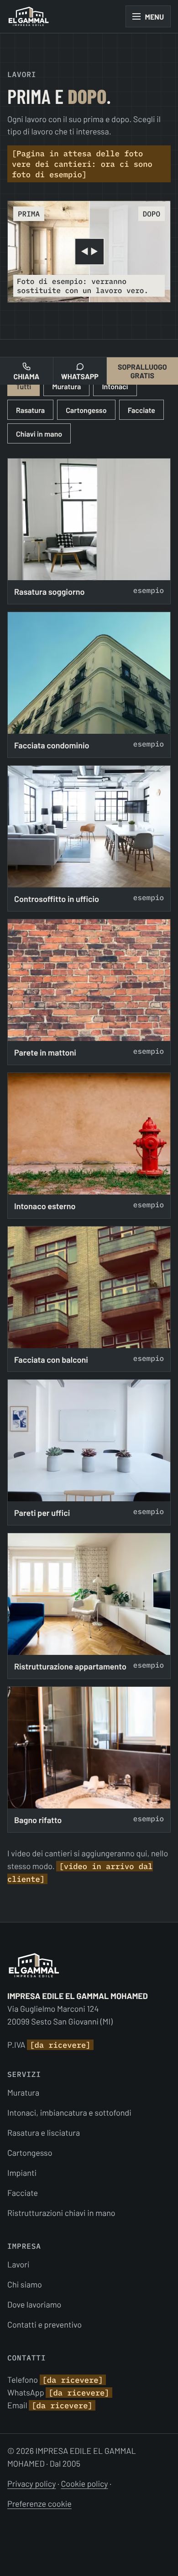 EL GAMMAL
IMPRESA EDILE
MENU
LAVORI
PRIMA E DOPO.
Ogni lavoro con il suo prima e dopo. Scegli il
tipo di lavoro che ti interessa.
[Pagina in attesa delle foto
vere dei cantieri: ora ci sono
foto di esempio]
PRIMA
DOPO
Foto di esempio: verranno
sostituite con un lavoro vero.
CHIAMA
WHATSAPP
SOPRALLUOGO
GRATIS
Tutti
Muratura
Intonaci
Rasatura
Cartongesso
Facciate
Chiavi in mano
Rasatura soggiorno
esempio
Facciata condominio
esempio
Controsoffitto in ufficio
esempio
Parete in mattoni
esempio
Intonaco esterno
esempio
Facciata con balconi
esempio
Pareti per uffici
esempio
Ristrutturazione appartamento
esempio
Bagno rifatto
esempio
I video dei cantieri si aggiungeranno qui, nello
stesso modo. [video in arrivo dal
cliente]
EL GAMMAL
IMPRESA EDILE
IMPRESA EDILE EL GAMMAL MOHAMED
Via Guglielmo Marconi 124
20099 Sesto San Giovanni (MI)
P.IVA [da ricevere]
SERVIZI
Muratura
Intonaci, imbiancatura e sottofondi
Rasatura e lisciatura
Cartongesso
Impianti
Facciate
Ristrutturazioni chiavi in mano
IMPRESA
Lavori
Chi siamo
Dove lavoriamo
Contatti e preventivo
CONTATTI
Telefono [da ricevere]
WhatsApp [da ricevere]
Email [da ricevere]
© 2026 IMPRESA EDILE EL GAMMAL
MOHAMED · Dal 2005
Privacy policy · Cookie policy ·
Preferenze cookie